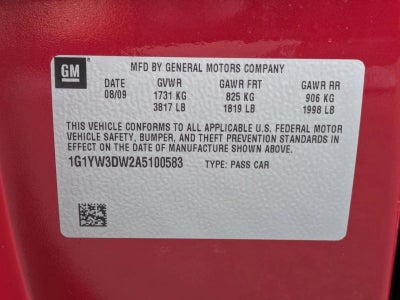 GM
MFD BY GENERAL MOTORS COMPANY
DATE GVWR GAWR FRT GAWR RR
08/09 1731 KG 825 KG 906 KG
3817 LB 1819 LB 1998 LB
THIS VEHICLE CONFORMS TO ALL APPLICABLE U.S. FEDERAL MOTOR
VEHICLE SAFETY, BUMPER, AND THEFT PREVENTION STANDARDS IN
EFFECT ON THE DATE OF MANUFACTURE SHOWN ABOVE.
1G1YW3DW2A5100583 TYPE: PASS CAR